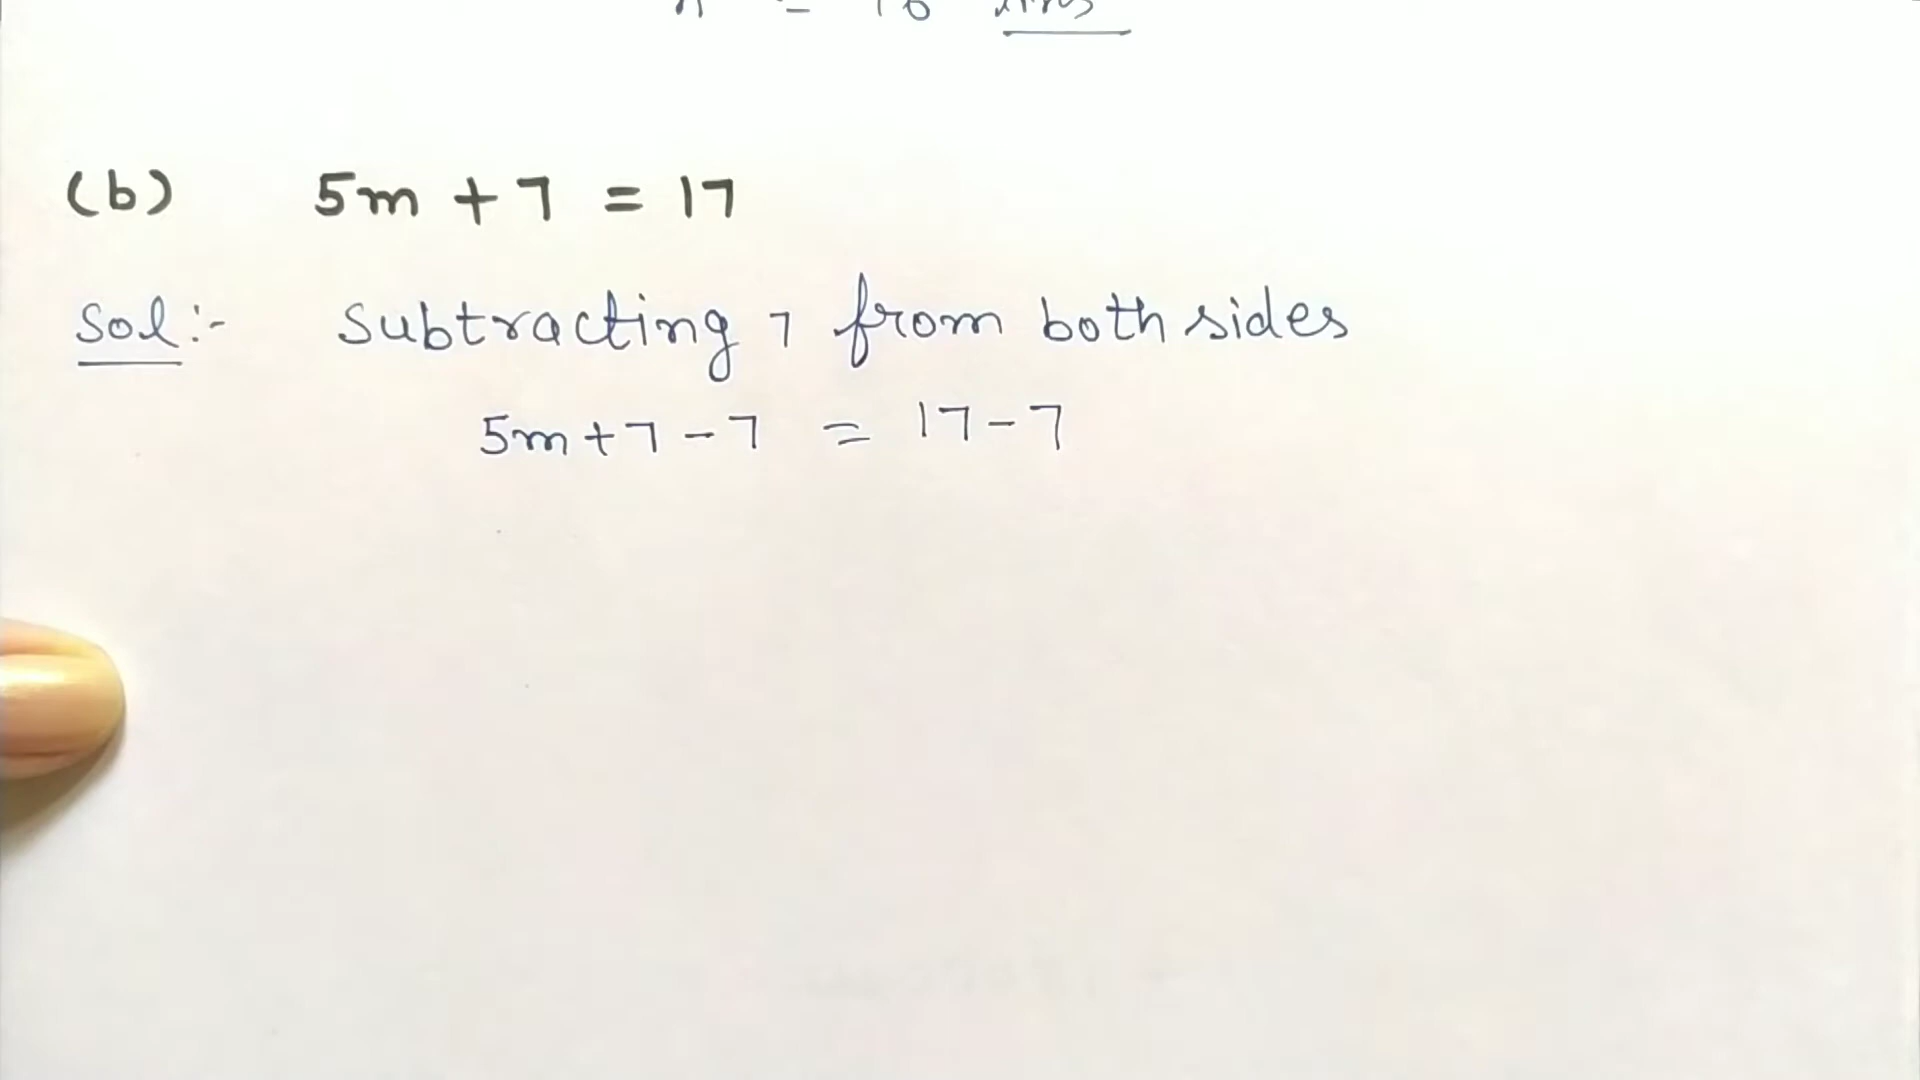 (b) 5m + 7 = 17
Sol:- Subtracting 7 from both sides
5m+7-7 = 17-7